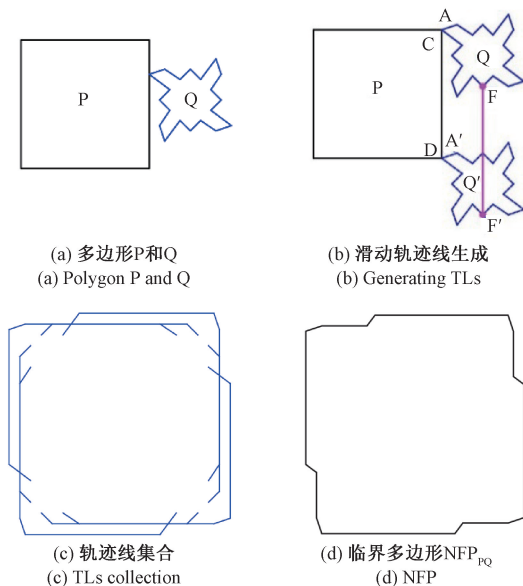 P
Q
A
C
Q
P
F
D
A′
Q′
F′
(a) 多边形P和Q
(a) Polygon P and Q
(b) 滑动轨迹线生成
(b) Generating TLs
(c) 轨迹线集合
(c) TLs collection
(d) 临界多边形NFP_PQ
(d) NFP